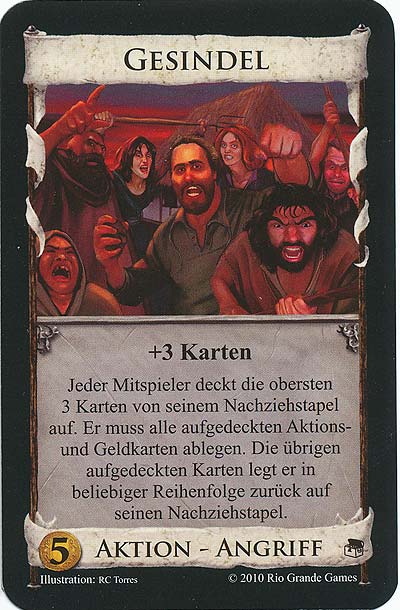 GESINDEL
+3 Karten
Jeder Mitspieler deckt die obersten
3 Karten von seinem Nachziehstapel
auf. Er muss alle aufgedeckten Aktions-
und Geldkarten ablegen. Die übrigen
aufgedeckten Karten legt er in
beliebiger Reihenfolge zurück auf
seinen Nachziehstapel.
5 AKTION - ANGRIFF
Illustration: RC Torres © 2010 Rio Grande Games